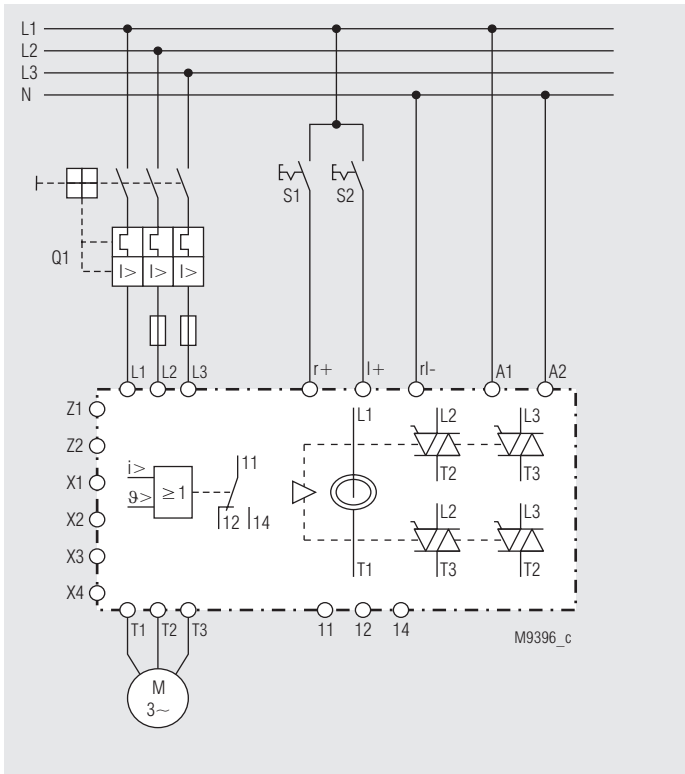 L1
L2
L3
N
S1 S2
Q1
I> I> I>
L1 L2 L3 r+ l+ rl- A1 A2
Z1
Z2
X1
X2
X3
X4
L1 L2 L3
i>
ϑ>
≥1
11
12 14
T2 T3
L2 L3
T1 T3 T2
T1 T2 T3 11 12 14
M9396_c
M
3~